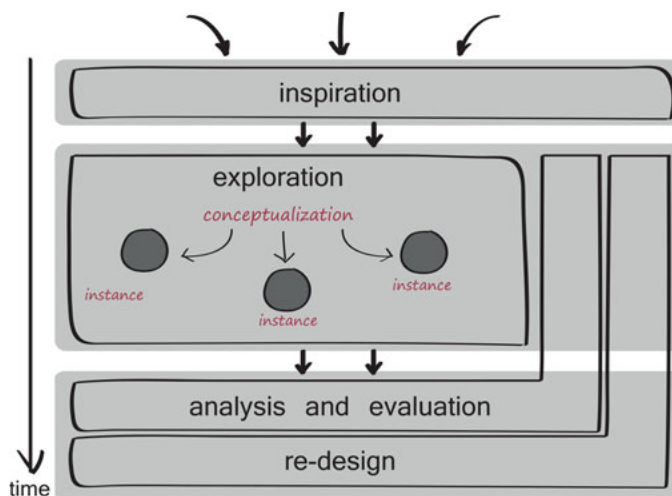 inspiration
exploration
conceptualization
instance
instance
instance
analysis and evaluation
re-design
time